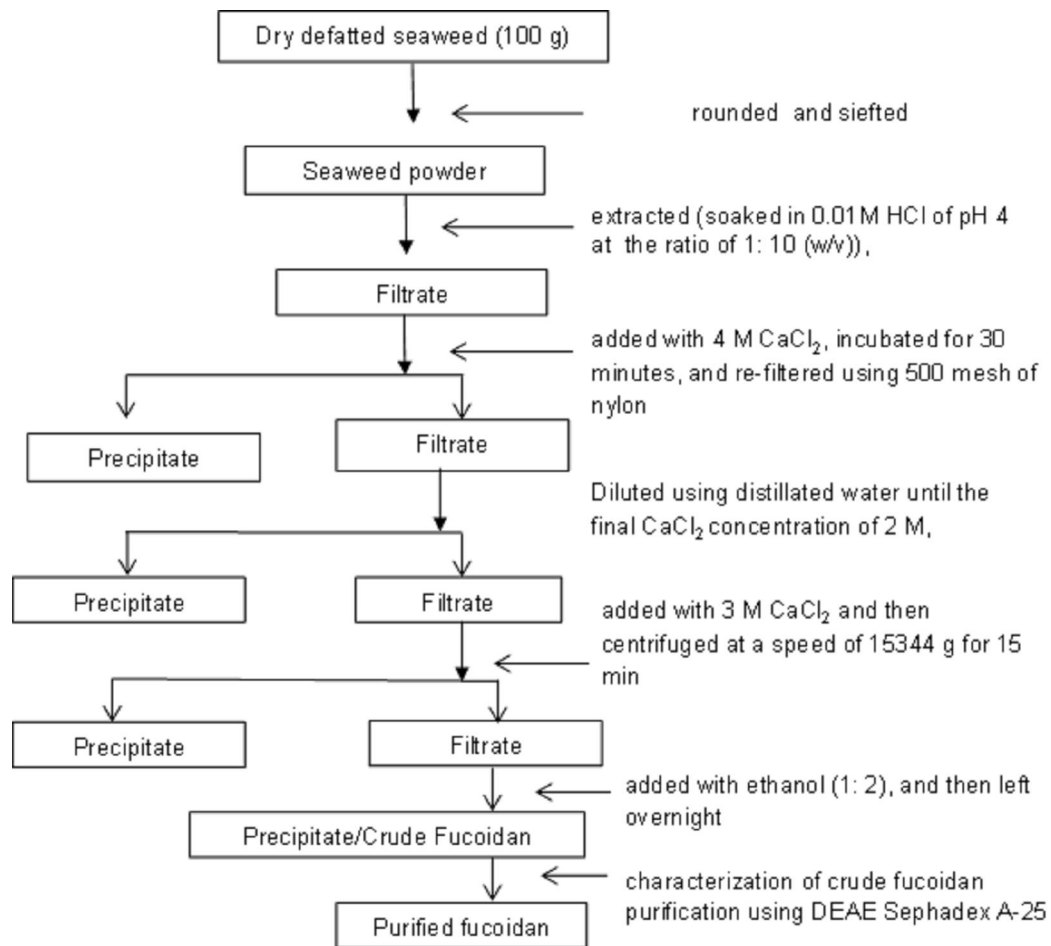 Dry defatted seaweed (100 g)
rounded and siefted
Seaweed powder
extracted (soaked in 0.01M HCl of pH 4
at the ratio of 1: 10 (w/v)),
Filtrate
added with 4 M CaCl₂, incubated for 30
minutes, and re-filtered using 500 mesh of
nylon
Precipitate
Filtrate
Diluted using distillated water until the
final CaCl₂ concentration of 2 M,
Precipitate
Filtrate
added with 3 M CaCl₂ and then
centrifuged at a speed of 15344 g for 15
min
Precipitate
Filtrate
added with ethanol (1: 2), and then left
overnight
Precipitate/Crude Fucoidan
characterization of crude fucoidan
purification using DEAE Sephadex A-25
Purified fucoidan